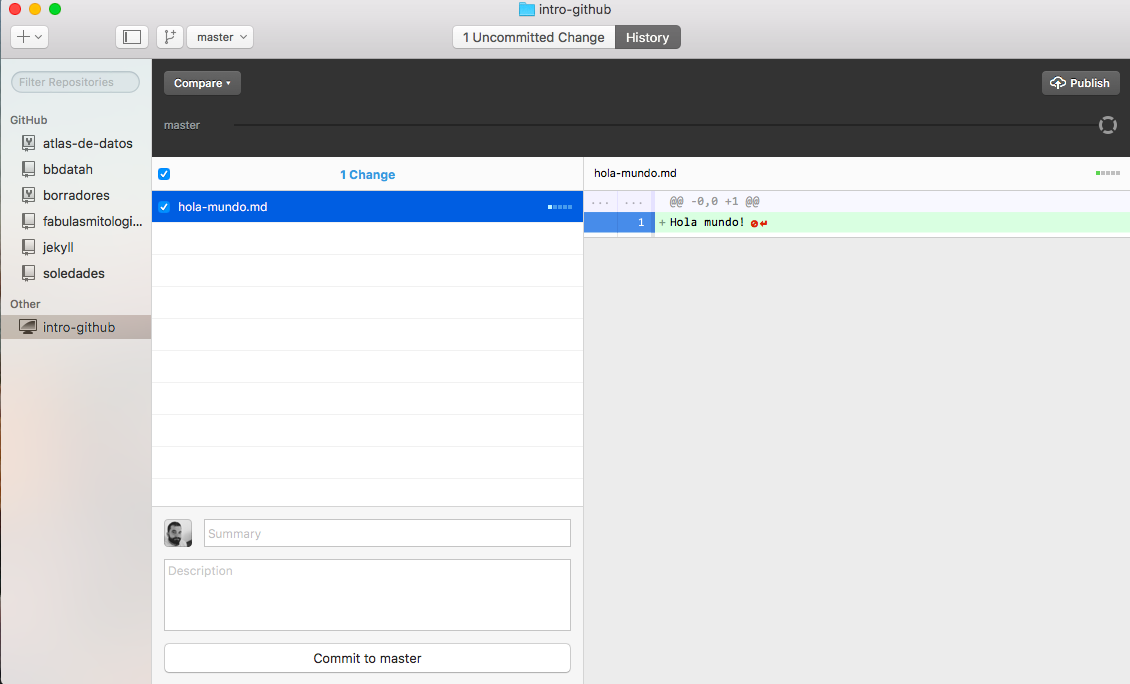 intro-github
master
1 Uncommitted Change
History
Filter Repositories
GitHub
atlas-de-datos
bbdatah
borradores
fabulasmitologi...
jekyll
soledades
Other
intro-github
Compare
Publish
master
1 Change
hola-mundo.md
Summary
Description
Commit to master
hola-mundo.md
... ... @@ -0,0 +1 @@
1 +Hola mundo!